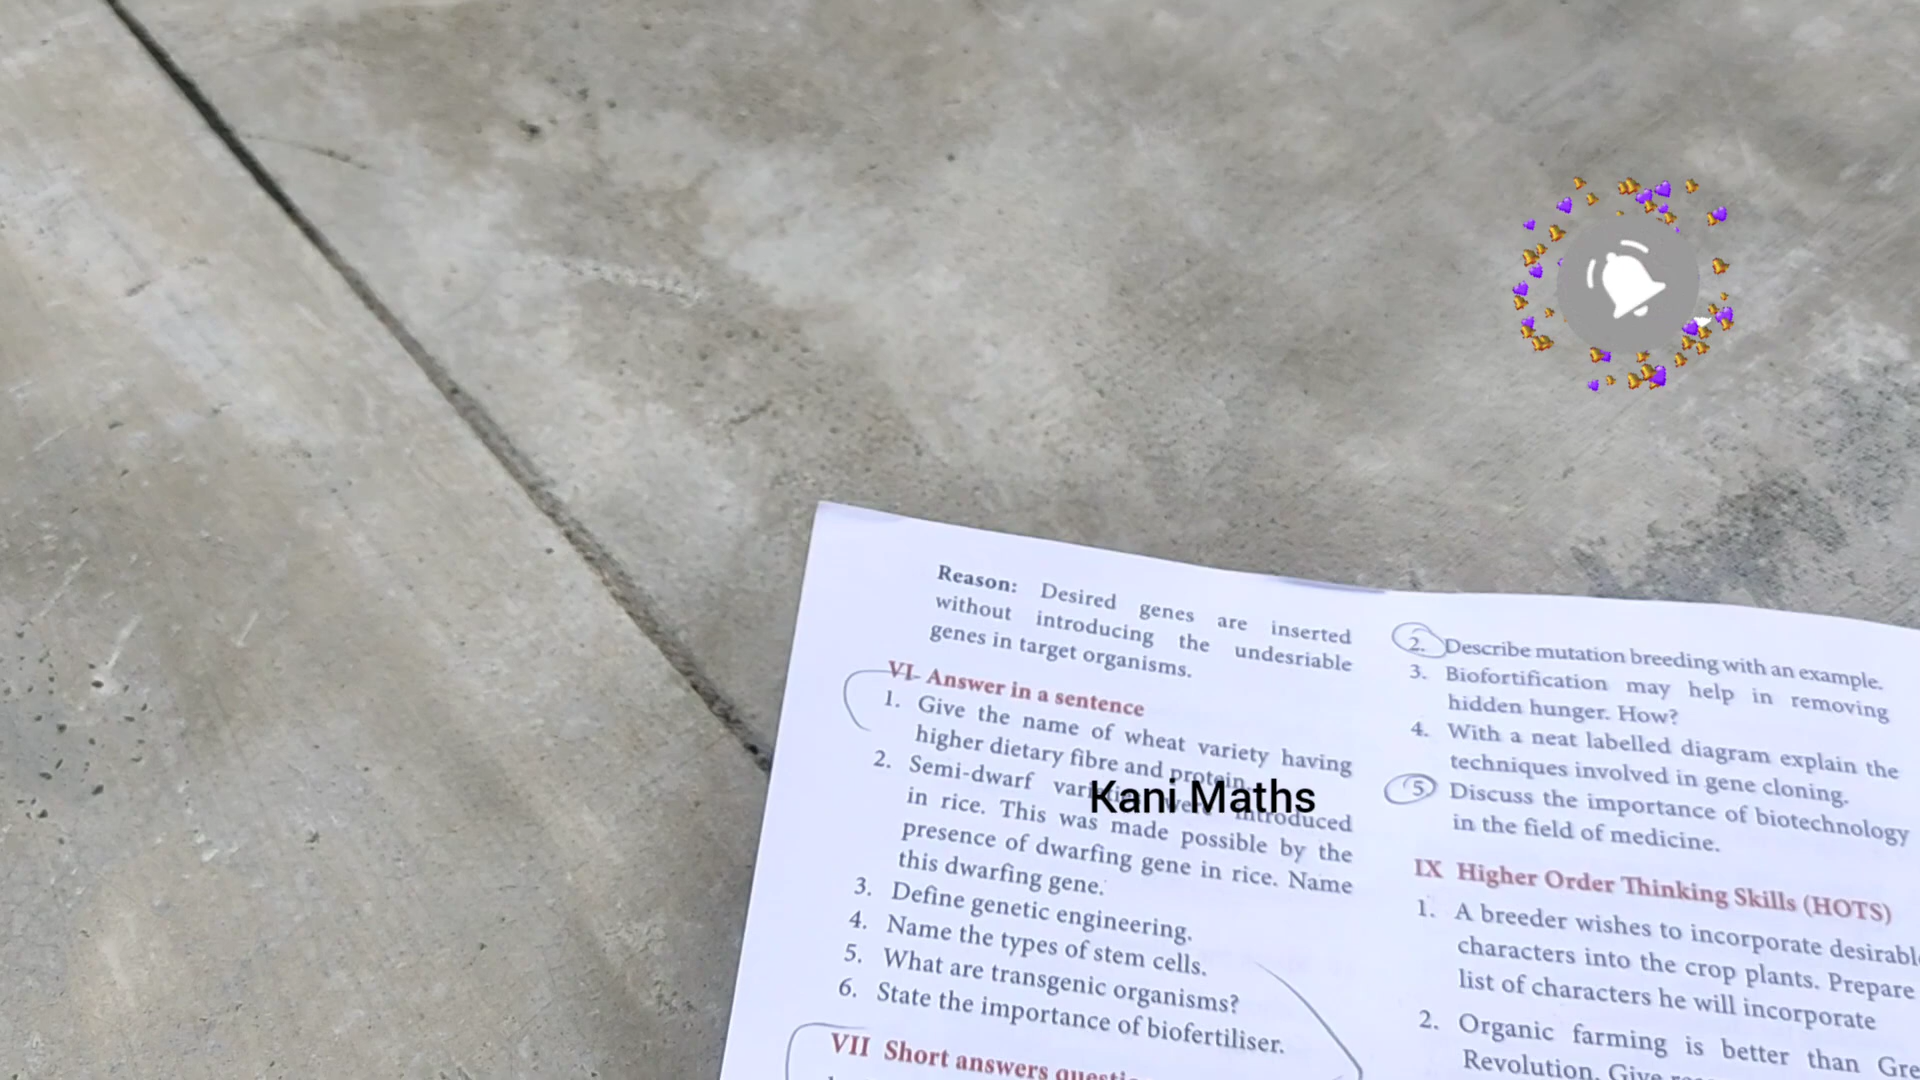 Reason: Desired genes are inserted
without introducing the undesriable
genes in target organisms.
VI- Answer in a sentence
1. Give the name of wheat variety having
higher dietary fibre and protein.
2. Semi-dwarf varieties were introduced
in rice. This was made possible by the
presence of dwarfing gene in rice. Name
this dwarfing gene.
3. Define genetic engineering.
4. Name the types of stem cells.
5. What are transgenic organisms?
6. State the importance of biofertiliser.
VII Short answers
Kani Maths
2. Describe mutation breeding with an example.
3. Biofortification may help in removing
hidden hunger. How?
4. With a neat labelled diagram explain the
techniques involved in gene cloning.
5 Discuss the importance of biotechnology
in the field of medicine.
IX Higher Order Thinking Skills (HOTS)
1. A breeder wishes to incorporate
characters into the crop plants. Prepare
list of characters he will incorporate
2. Organic farming is better than
Revolution. Give